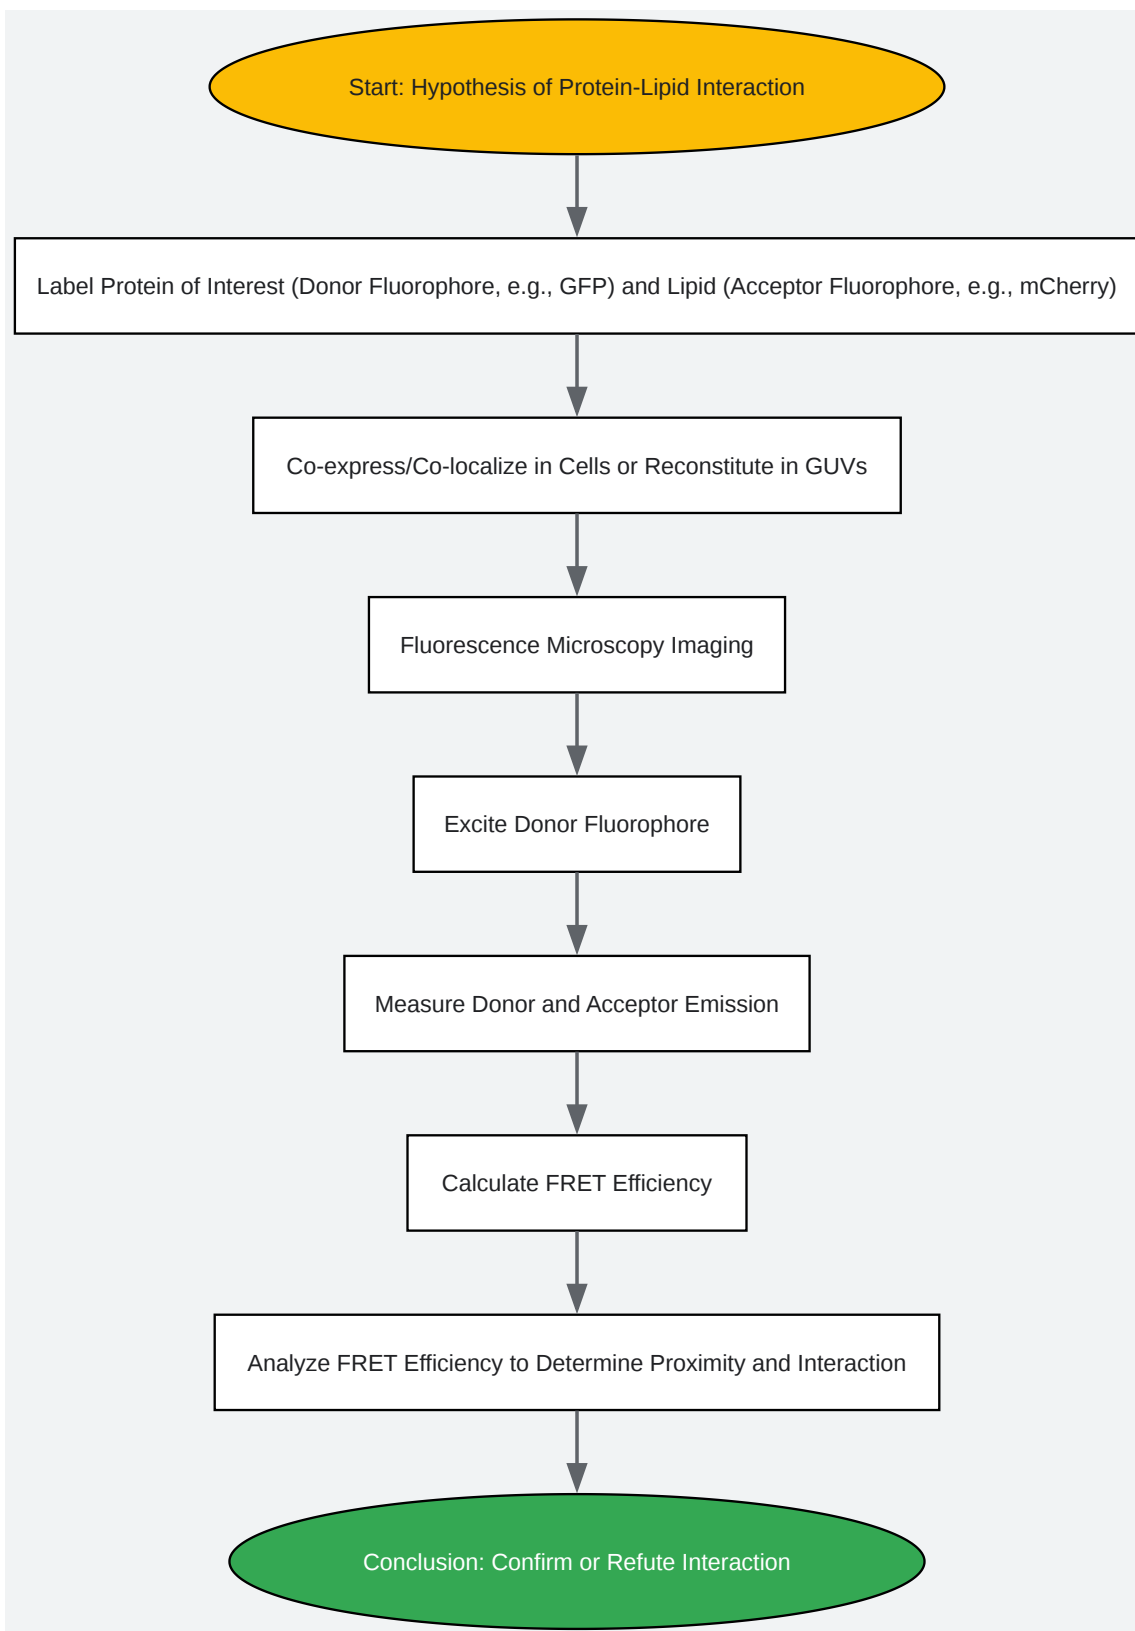 Start: Hypothesis of Protein-Lipid Interaction
Label Protein of Interest (Donor Fluorophore, e.g., GFP) and Lipid (Acceptor Fluorophore, e.g., mCherry)
Co-express/Co-localize in Cells or Reconstitute in GUVs
Fluorescence Microscopy Imaging
Excite Donor Fluorophore
Measure Donor and Acceptor Emission
Calculate FRET Efficiency
Analyze FRET Efficiency to Determine Proximity and Interaction
Conclusion: Confirm or Refute Interaction